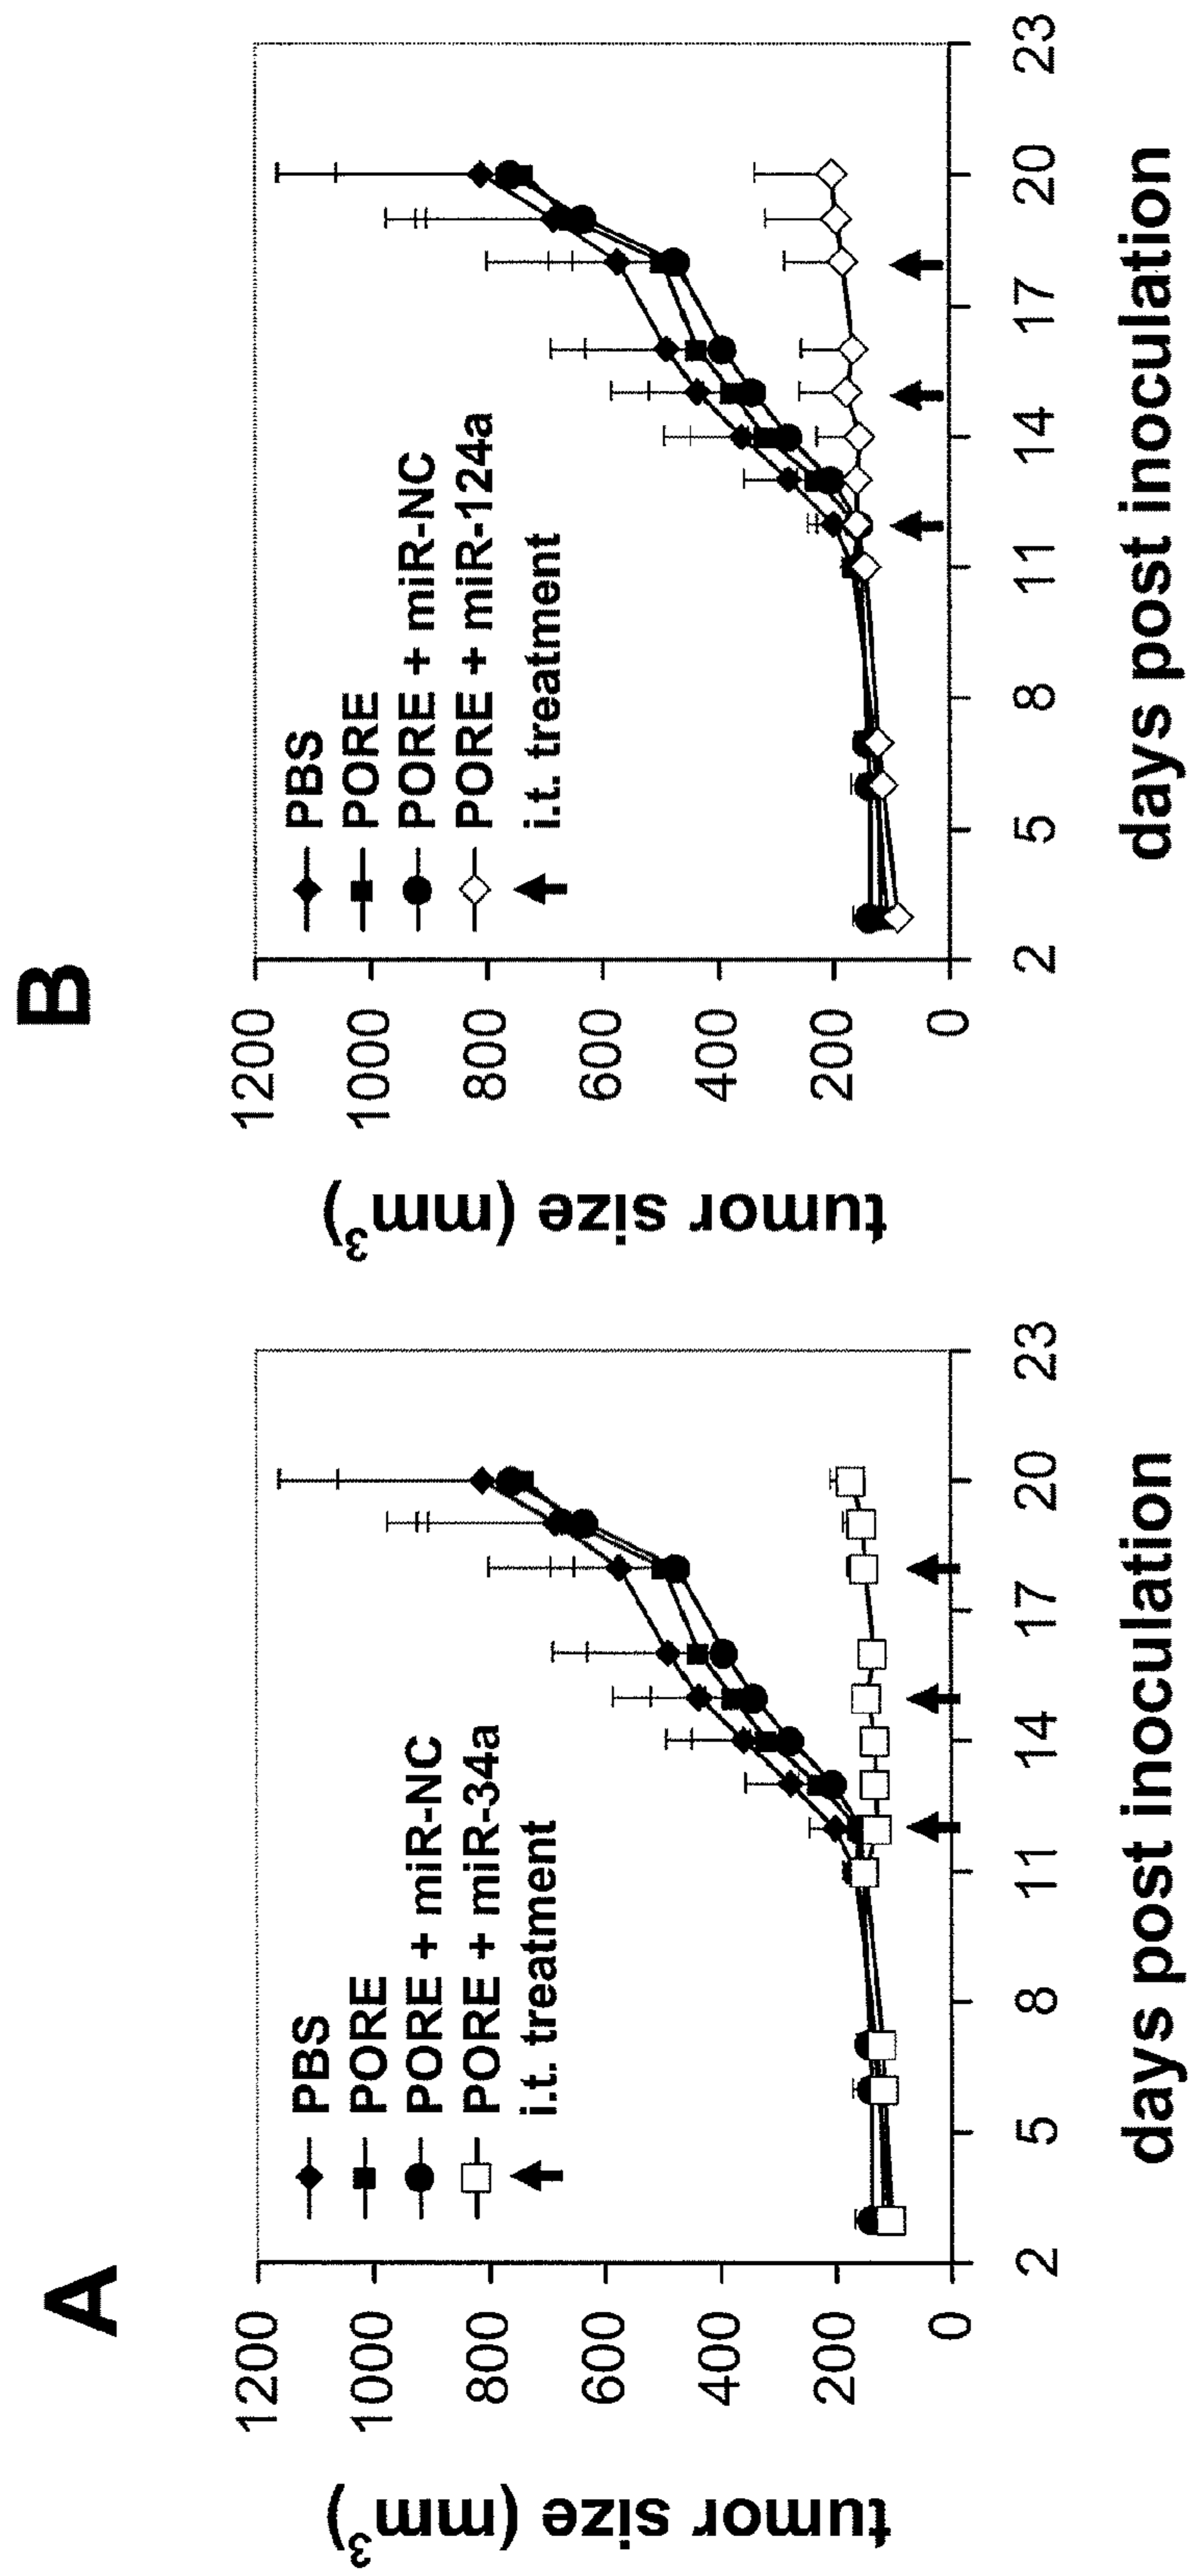 A
tumor size (mm³)
1200
1000
800
600
400
200
0
PBS
PORE
PORE + miR-NC
PORE + miR-34a
i.t. treatment
2 5 8 11 14 17 20 23
days post inoculation
B
tumor size (mm³)
1200
1000
800
600
400
200
0
PBS
PORE
PORE + miR-NC
PORE + miR-124a
i.t. treatment
2 5 8 11 14 17 20 23
days post inoculation